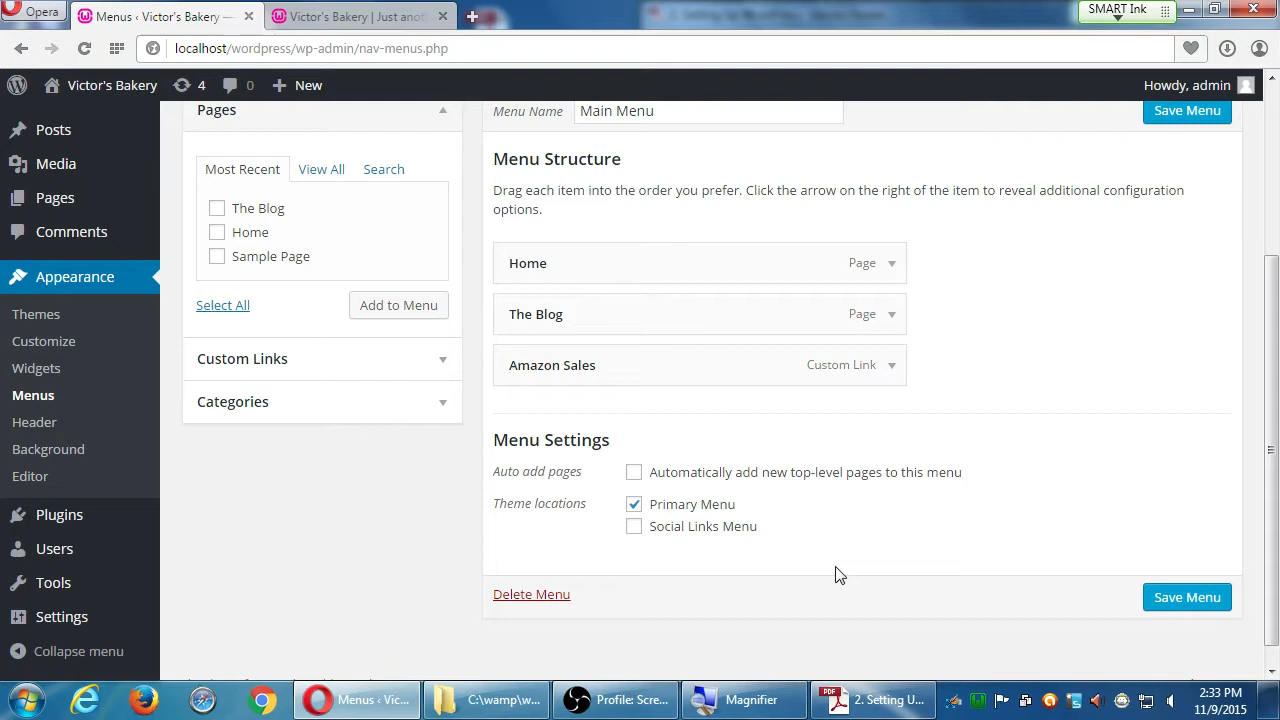 Opera
Menus ‹ Victor's Bakery —
Victor's Bakery | Just anot
SMART Ink
localhost/wordpress/wp-admin/nav-menus.php
Victor's Bakery
4
0
New
Howdy, admin
Posts
Media
Pages
Comments
Appearance
Themes
Customize
Widgets
Menus
Header
Background
Editor
Plugins
Users
Tools
Settings
Collapse menu
Pages
Most Recent
View All
Search
The Blog
Home
Sample Page
Select All
Add to Menu
Custom Links
Categories
Menu Name
Main Menu
Save Menu
Menu Structure
Drag each item into the order you prefer. Click the arrow on the right of the item to reveal additional configuration
options.
Home
Page
The Blog
Page
Amazon Sales
Custom Link
Menu Settings
Auto add pages
Automatically add new top-level pages to this menu
Theme locations
Primary Menu
Social Links Menu
Delete Menu
Save Menu
Menus ‹ Vic...
C:\wamp\w...
Profile: Scre...
Magnifier
PDF
2. Setting U...
2:33 PM
11/9/2015